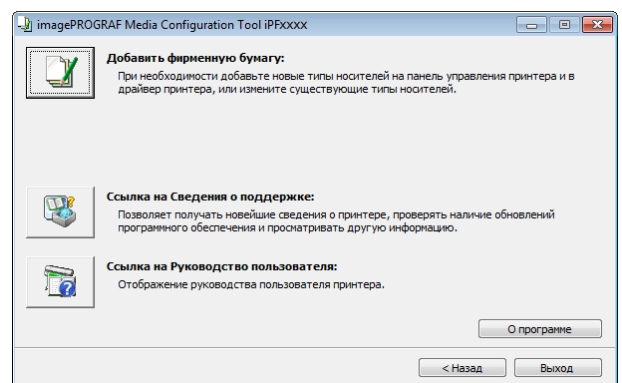 imagePROGRAF Media Configuration Tool iPFxxxx
Добавить фирменную бумагу:
При необходимости добавьте новые типы носителей на панель управления принтера и в
драйвер принтера, или измените существующие типы носителей.
Ссылка на Сведения о поддержке:
Позволяет получать новейшие сведения о принтере, проверять наличие обновлений
программного обеспечения и просматривать другую информацию.
Ссылка на Руководство пользователя:
Отображение руководства пользователя принтера.
О программе
< Назад
Выход